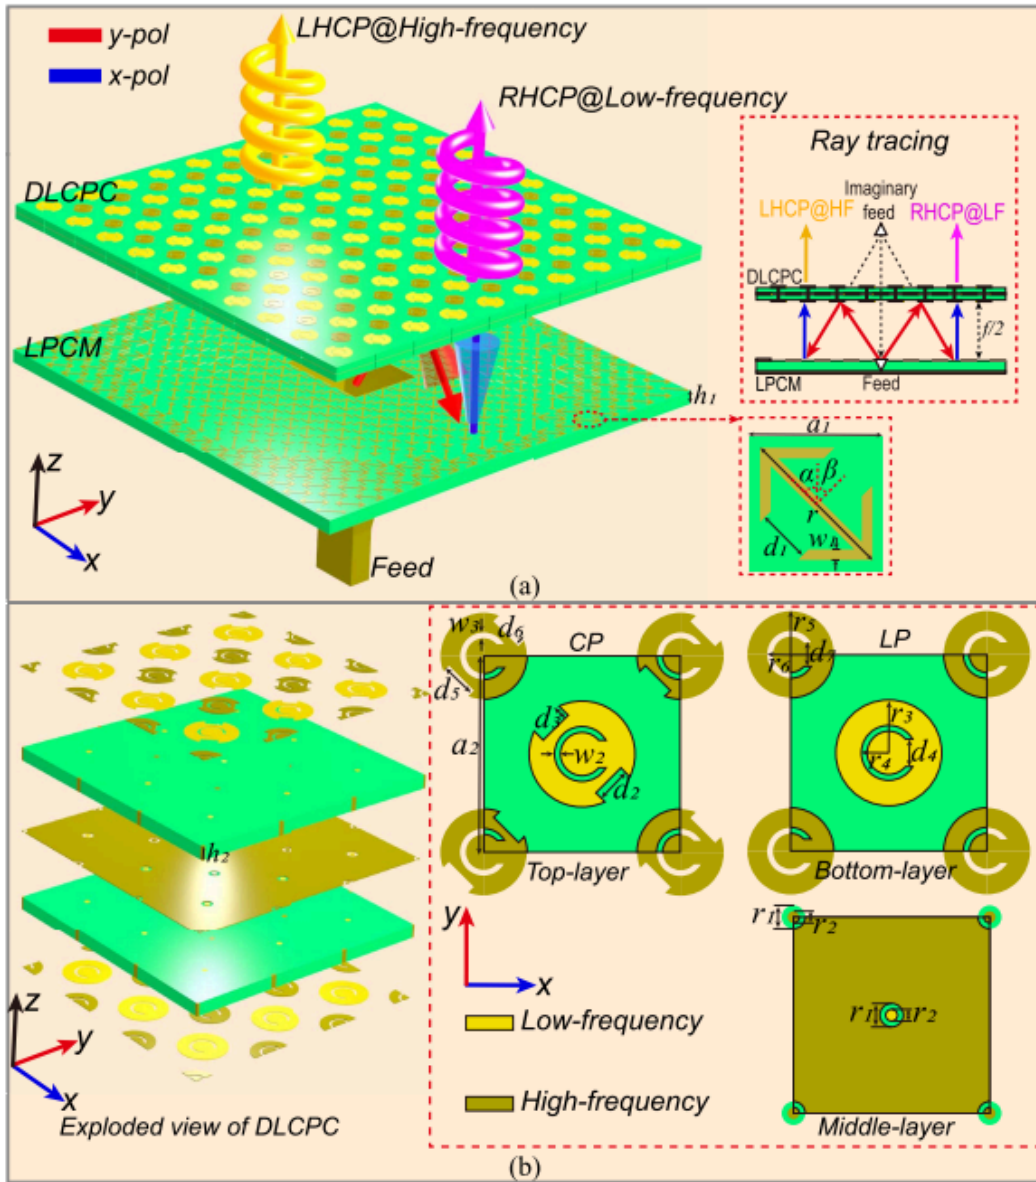 y-pol
x-pol
LHCP@High-frequency
RHCP@Low-frequency
DLCPC
LPCM
h₁
z
y
x
Feed
Ray tracing
LHCP@HF
Imaginary
feed
RHCP@LF
DLCPC
f/2
LPCM
Feed
a₁
α
β
r
d₁
w₁
(a)
h₂
z
y
x
Exploded view of DLCPC
w₃
d₆
CP
d₅
a₂
d₃
w₂
d₂
Top-layer
r₅
LP
r₆
d₇
r₃
r₄
d₄
Bottom-layer
y
x
Low-frequency
High-frequency
r₁
r₂
r₁
r₂
Middle-layer
(b)